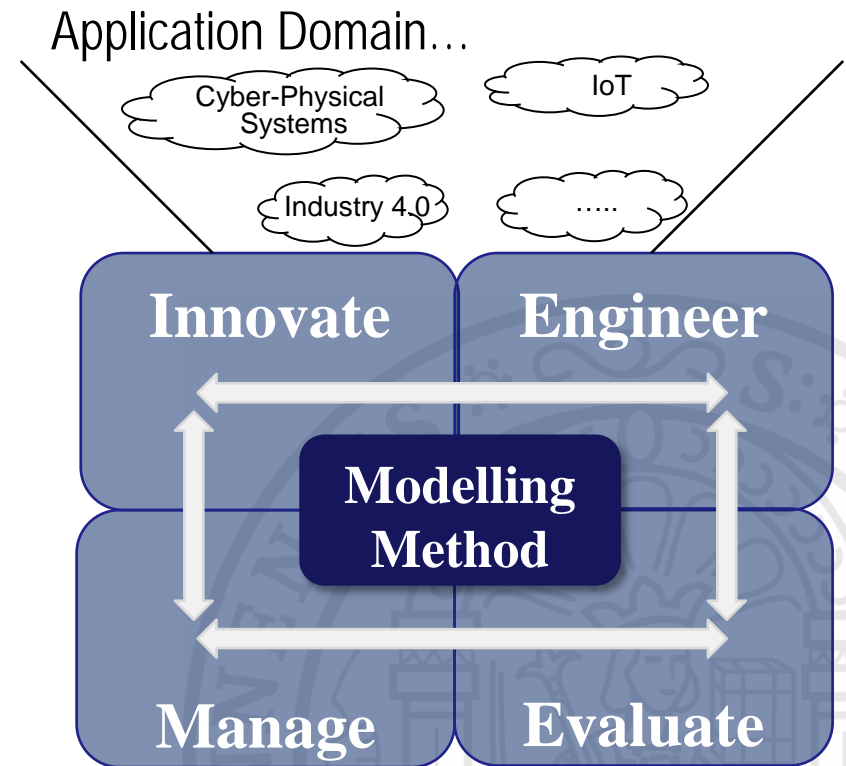 Application Domain…
Cyber-Physical
Systems
IoT
Industry 4.0
…..
Innovate
Engineer
Modelling
Method
Manage
Evaluate